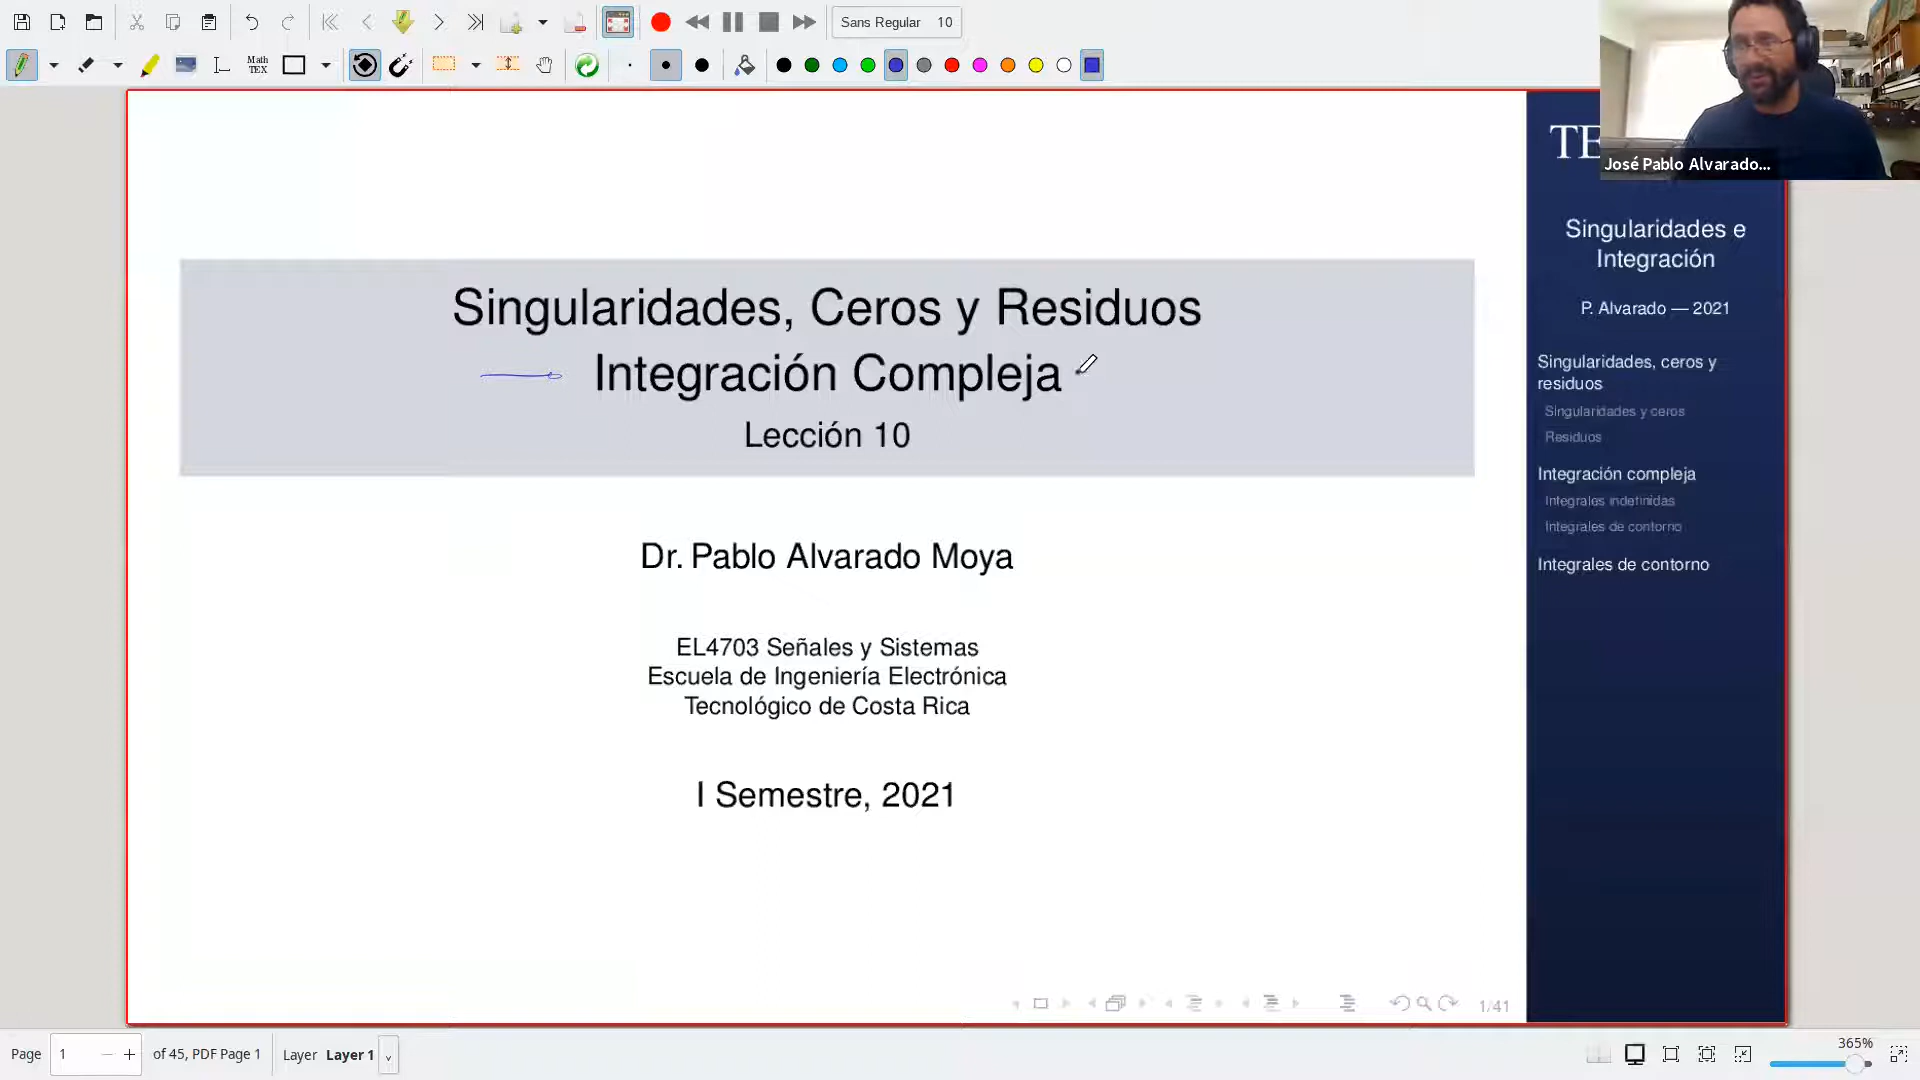 Sans Regular 10
Math
TEX
José Pablo Alvarado...
Singularidades, Ceros y Residuos
Integración Compleja
Lección 10
Dr. Pablo Alvarado Moya
EL4703 Señales y Sistemas
Escuela de Ingeniería Electrónica
Tecnológico de Costa Rica
I Semestre, 2021
1/41
TE
Singularidades e
Integración
P. Alvarado — 2021
Singularidades, ceros y
residuos
Singularidades y ceros
Residuos
Integración compleja
Integrales indefinidas
Integrales de contorno
Integrales de contorno
Page 1 of 45, PDF Page 1 Layer Layer 1
365%